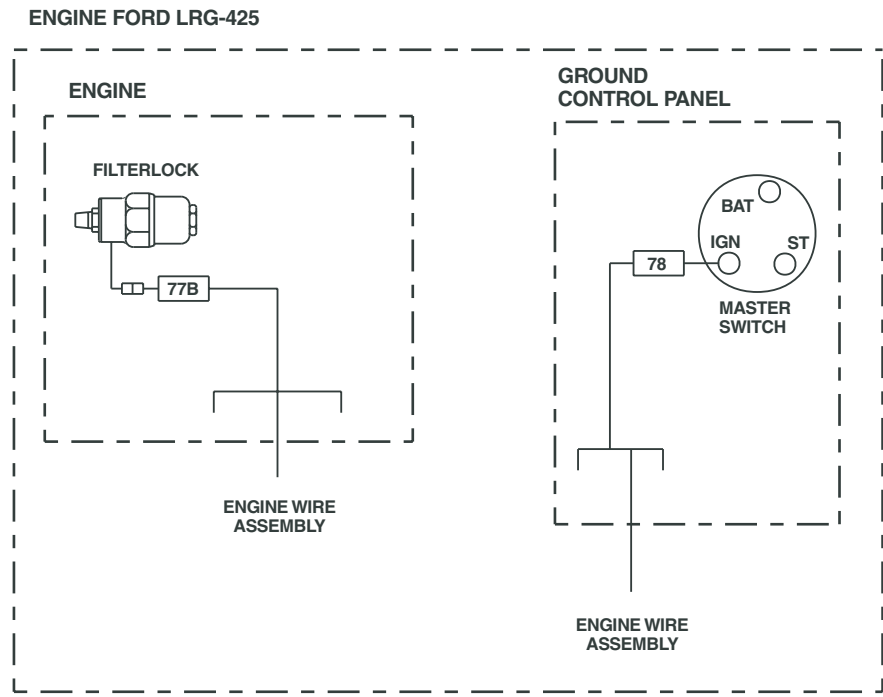 ENGINE FORD LRG-425
ENGINE
FILTERLOCK
77B
ENGINE WIRE
ASSEMBLY
GROUND
CONTROL PANEL
BAT
IGN
ST
78
MASTER
SWITCH
ENGINE WIRE
ASSEMBLY